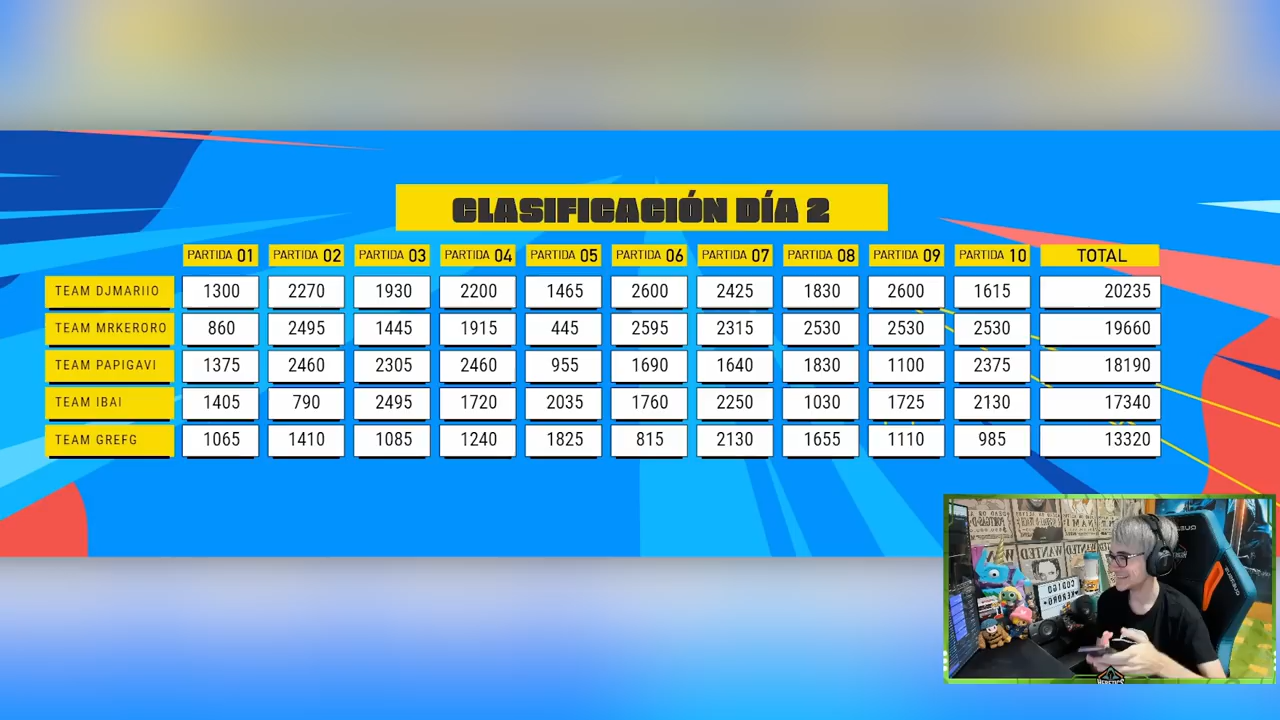 CLASIFICACIÓN DÍA 2
PARTIDA 01 PARTIDA 02 PARTIDA 03 PARTIDA 04 PARTIDA 05 PARTIDA 06 PARTIDA 07 PARTIDA 08 PARTIDA 09 PARTIDA 10 TOTAL
TEAM DJMARIIO 1300 2270 1930 2200 1465 2600 2425 1830 2600 1615 20235
TEAM MRKERORO 860 2495 1445 1915 445 2595 2315 2530 2530 2530 19660
TEAM PAPIGAVI 1375 2460 2305 2460 955 1690 1640 1830 1100 2375 18190
TEAM IBAI 1405 790 2495 1720 2035 1760 2250 1030 1725 2130 17340
TEAM GREFG 1065 1410 1085 1240 1825 815 2130 1655 1110 985 13320
WANTED
CODIGO
KERORO
HERETICS